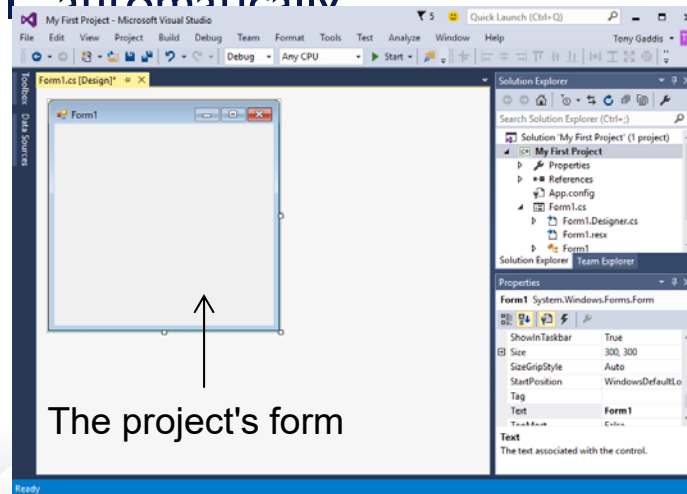 automatically
My First Project - Microsoft Visual Studio
5
Quick Launch (Ctrl+Q)
File Edit View Project Build Debug Team Format Tools Test Analyze Window Help
Tony Gaddis
Debug Any CPU Start
Form1.cs [Design]*
Toolbox
Data Sources
Form1
The project's form
Solution Explorer
Search Solution Explorer (Ctrl+;)
Solution 'My First Project' (1 project)
My First Project
Properties
References
App.config
Form1.cs
Form1.Designer.cs
Form1.resx
Form1
Solution Explorer Team Explorer
Properties
Form1 System.Windows.Forms.Form
ShowInTaskbar True
Size 300, 300
SizeGripStyle Auto
StartPosition WindowsDefaultLo
Tag
Text Form1
Text
The text associated with the control.
Ready